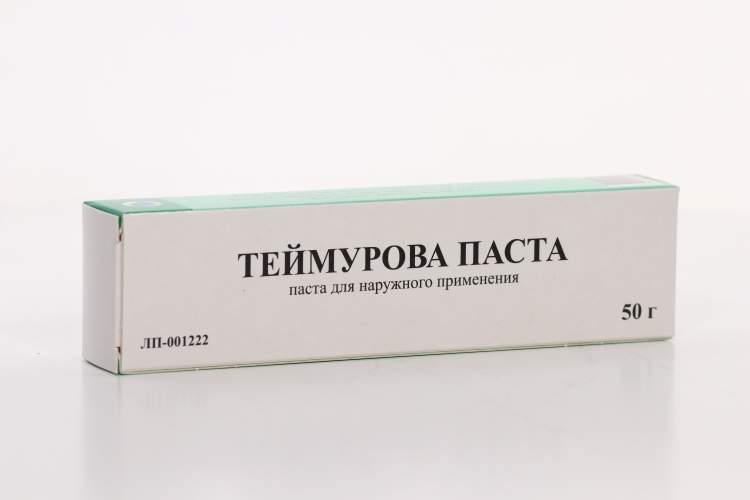 ТЕЙМУРОВА ПАСТА
паста для наружного применения
50 г
ЛП-001222